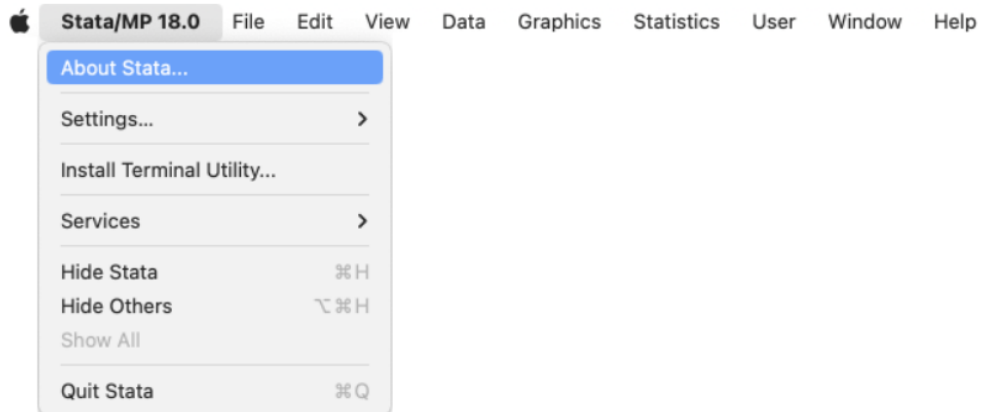 Stata/MP 18.0 File Edit View Data Graphics Statistics User Window Help
About Stata...
Settings...
Install Terminal Utility...
Services
Hide Stata ⌘H
Hide Others ⌥⌘H
Show All
Quit Stata ⌘Q